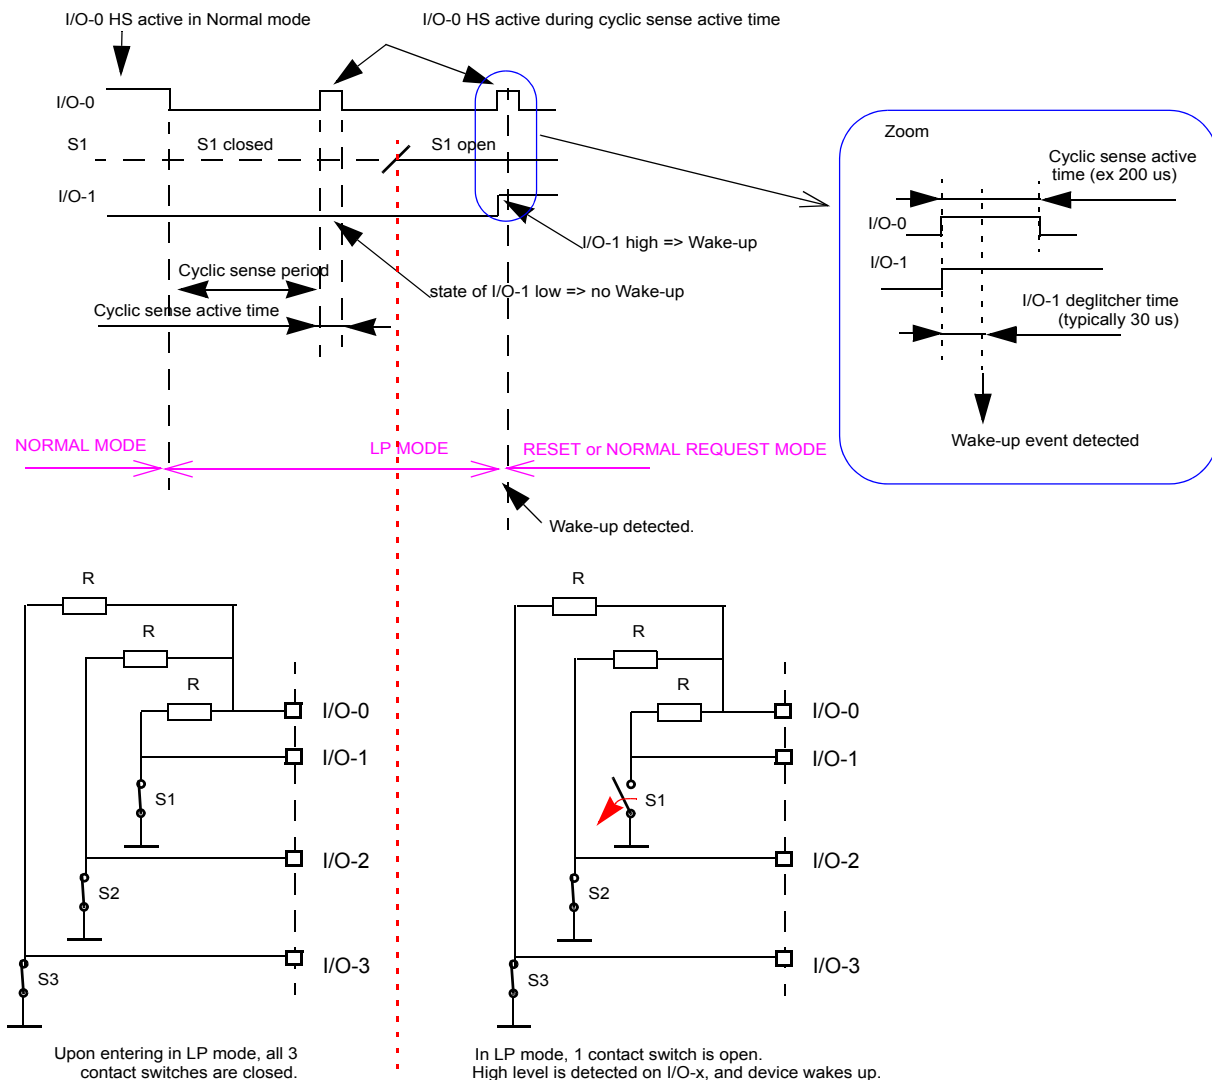 I/O-0 HS active in Normal mode
I/O-0 HS active during cyclic sense active time
I/O-0
S1
S1 closed
S1 open
I/O-1
I/O-1 high => Wake-up
Cyclic sense period
state of I/O-1 low => no Wake-up
Cyclic sense active time
Zoom
Cyclic sense active
time (ex 200 us)
I/O-0
I/O-1
I/O-1 deglitcher time
(typically 30 us)
Wake-up event detected
NORMAL MODE
LP MODE
RESET or NORMAL REQUEST MODE
Wake-up detected.
R
R
R
I/O-0
I/O-1
S1
I/O-2
S2
I/O-3
S3
Upon entering in LP mode, all 3
contact switches are closed.
R
R
R
I/O-0
I/O-1
S1
I/O-2
S2
I/O-3
S3
In LP mode, 1 contact switch is open.
High level is detected on I/O-x, and device wakes up.